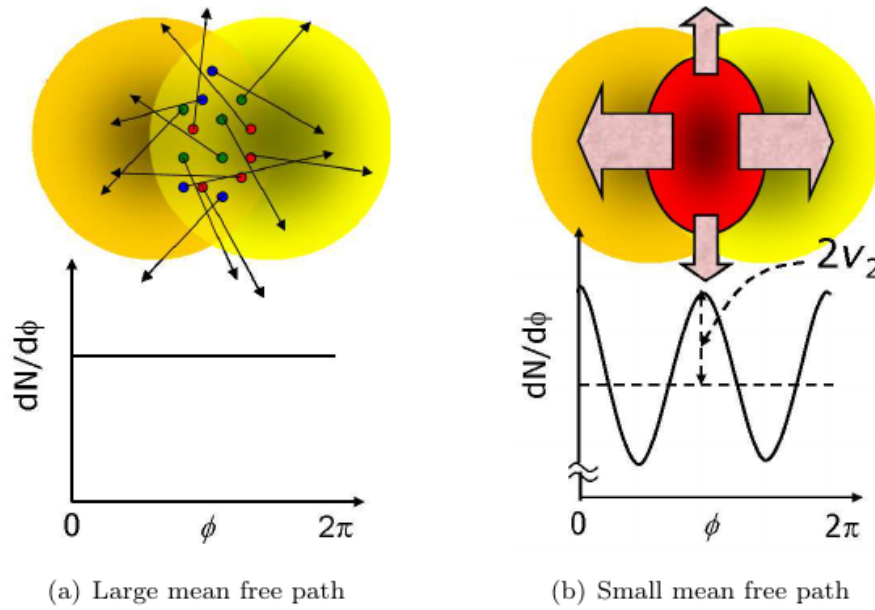 dN/dϕ
0
ϕ
2π
(a) Large mean free path
2v₂
dN/dϕ
0
ϕ
2π
(b) Small mean free path